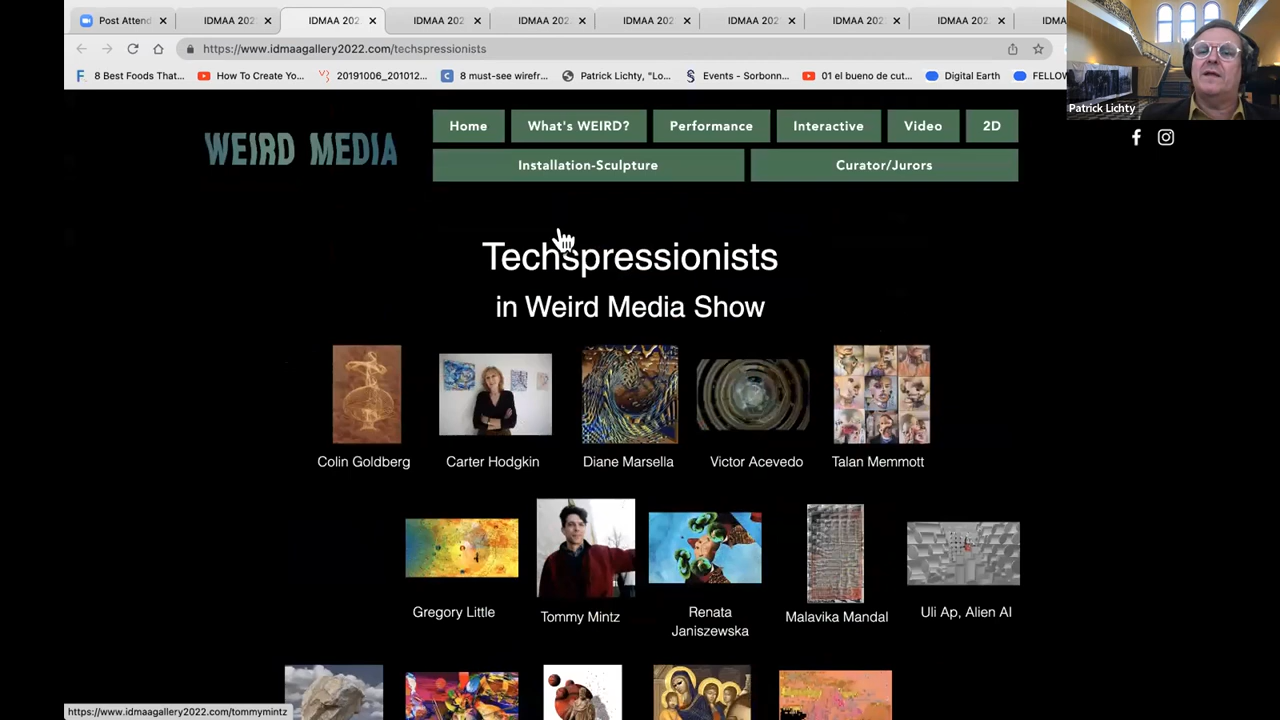 Post Attend
IDMAA 202
IDMAA 202
IDMAA 202
IDMAA 202
IDMAA 202
IDMAA 202
IDMAA 202
IDMAA 202
IDMA
https://www.idmaagallery2022.com/techspressionists
8 Best Foods That...
How To Create Yo...
20191006_201012...
8 must-see wirefr...
Patrick Lichty, "Lo...
Events - Sorbonn...
01 el bueno de cut...
Digital Earth
FELLOW
Patrick Lichty
WEIRD MEDIA
Home
What's WEIRD?
Performance
Interactive
Video
2D
Installation-Sculpture
Curator/Jurors
Techspressionists
in Weird Media Show
Colin Goldberg
Carter Hodgkin
Diane Marsella
Victor Acevedo
Talan Memmott
Gregory Little
Tommy Mintz
Renata
Janiszewska
Malavika Mandal
Uli Ap, Alien AI
https://www.idmaagallery2022.com/tommymintz